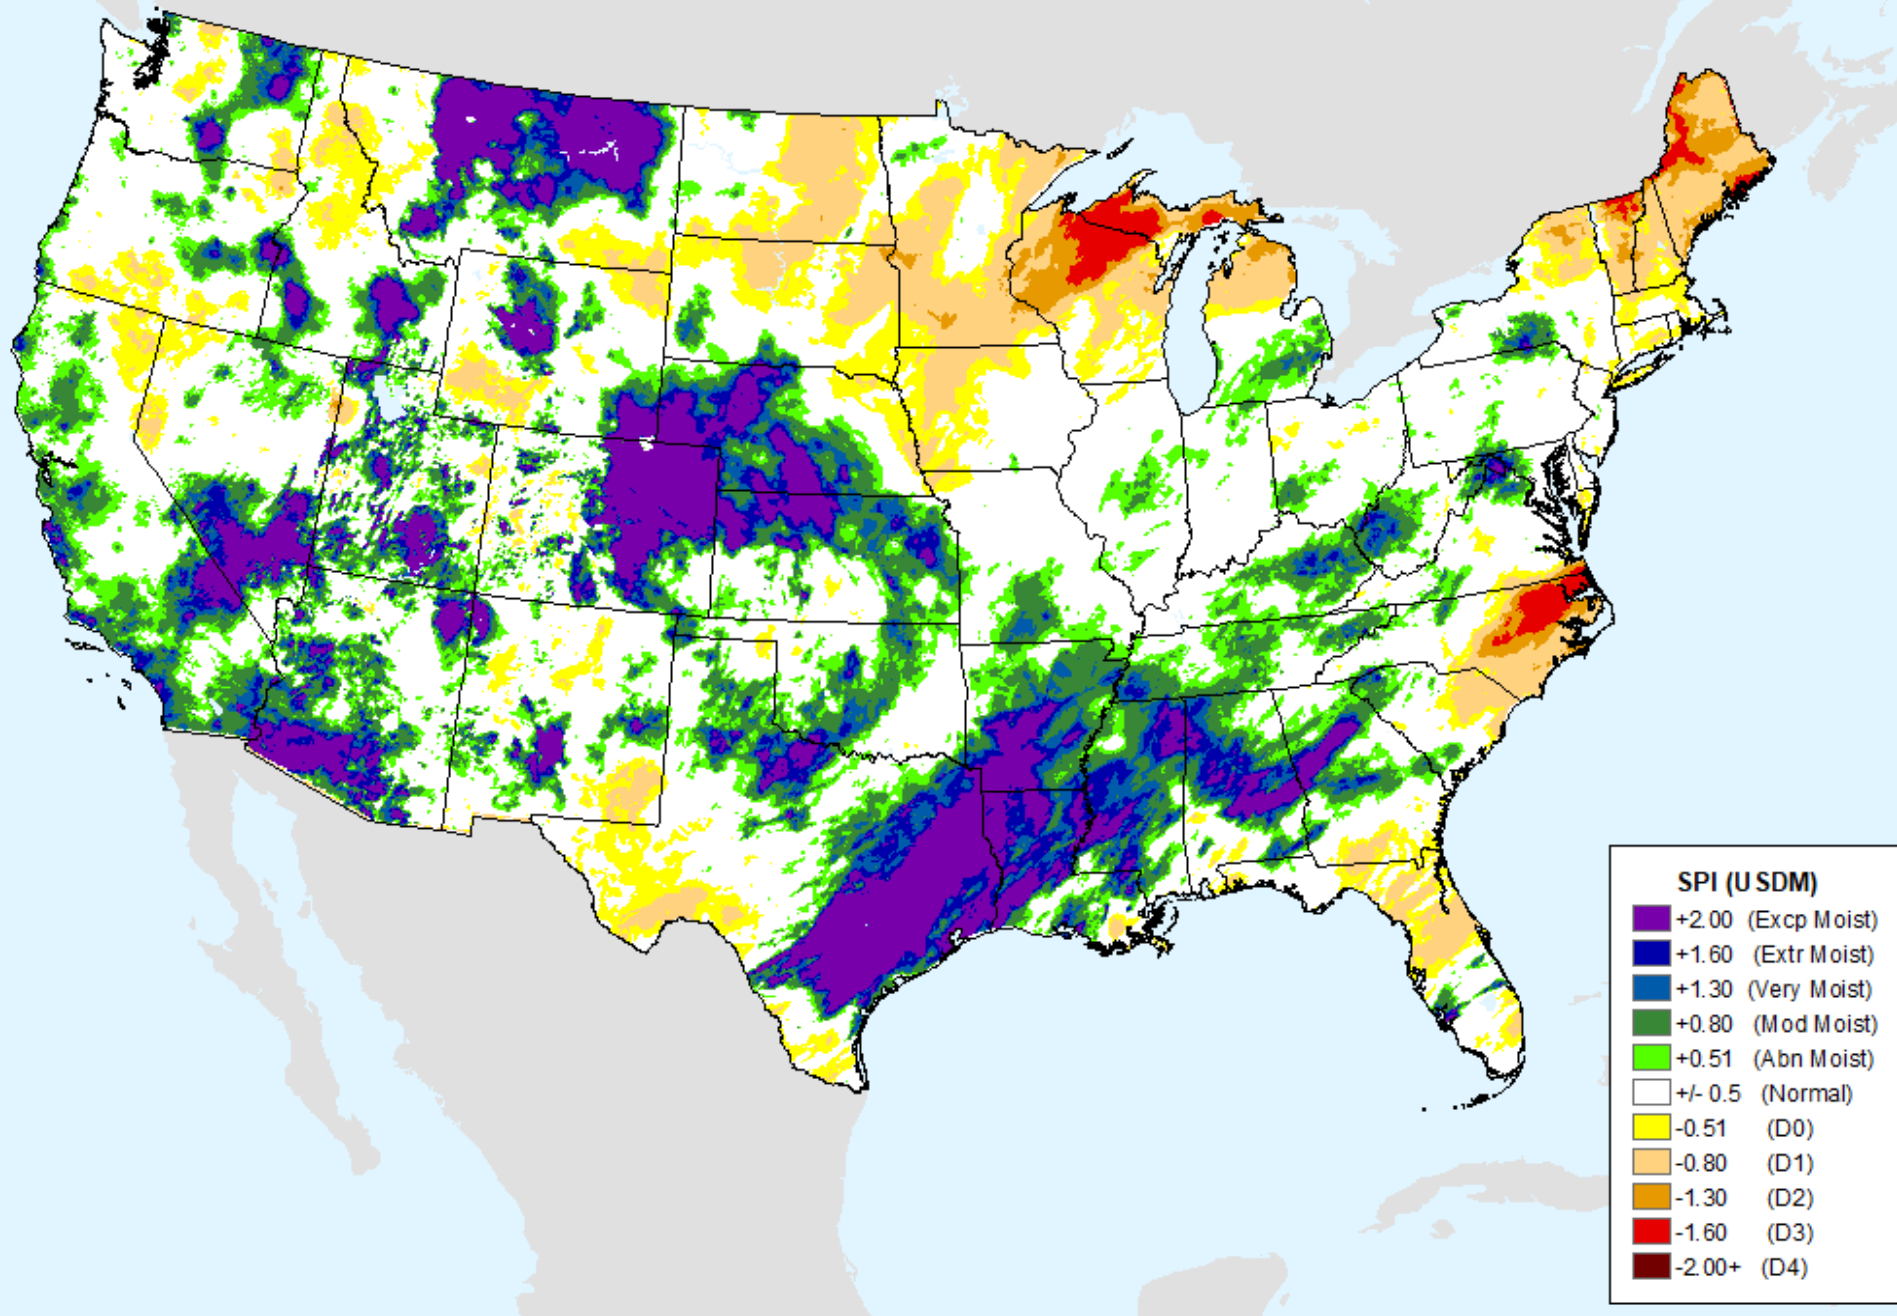 SPI (USDM)
+2.00 (Excp Moist)
+1.60 (Extr Moist)
+1.30 (Very Moist)
+0.80 (Mod Moist)
+0.51 (Abn Moist)
+/- 0.5 (Normal)
-0.51 (D0)
-0.80 (D1)
-1.30 (D2)
-1.60 (D3)
-2.00+ (D4)